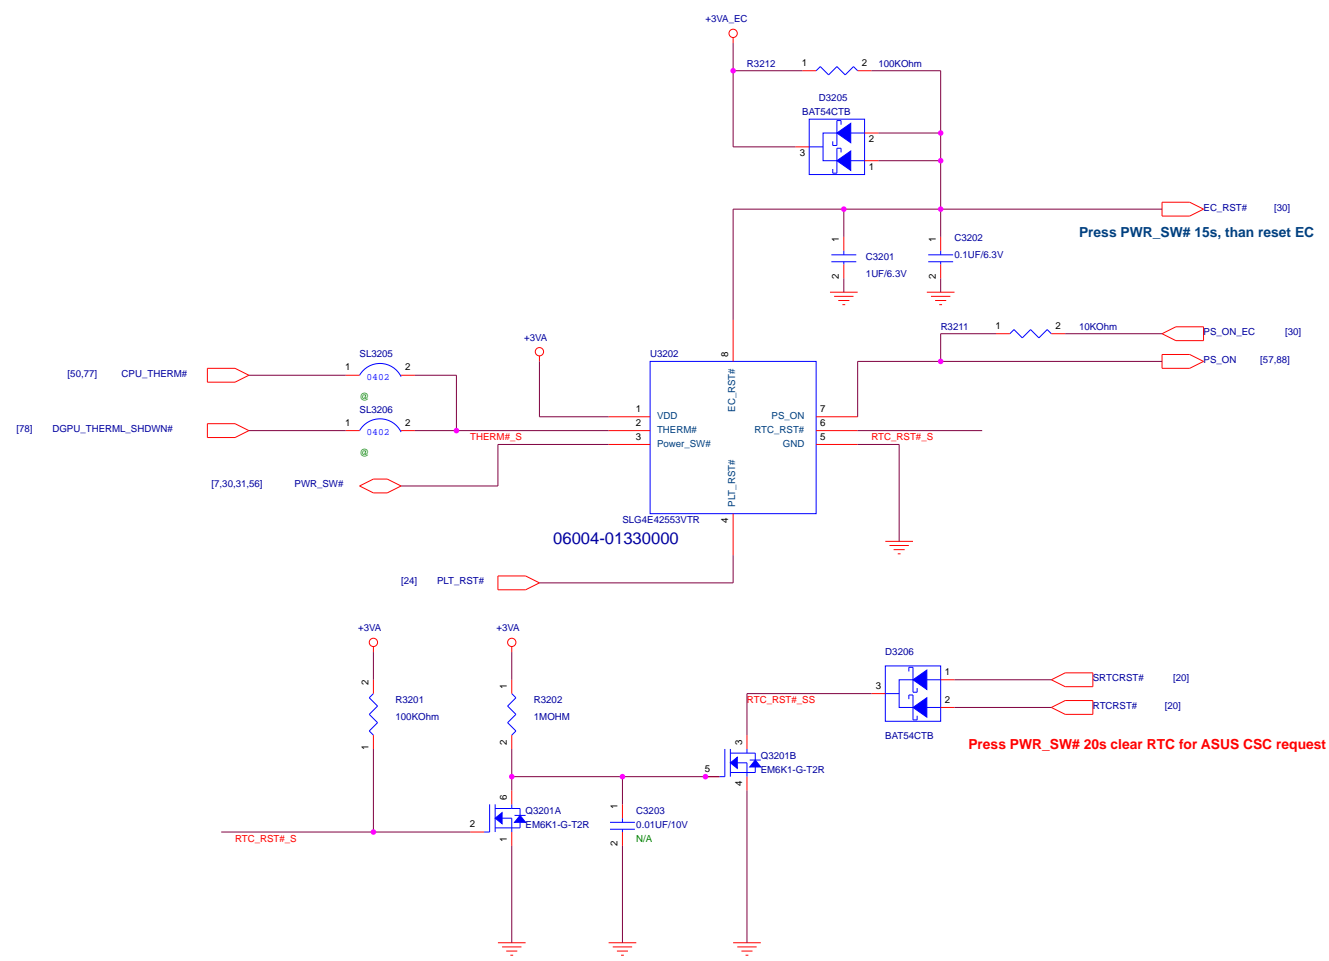 +3VA_EC
R3212 1 2 100KOhm
D3205
BAT54CTB
3 2
1
EC_RST# [30]
Press PWR_SW# 15s, than reset EC
1 C3201
1UF/6.3V
2
1 C3202
0.1UF/6.3V
2
R3211 1 2 10KOhm
PS_ON_EC [30]
PS_ON [57,88]
+3VA
SL3205
[50,77] CPU_THERM# 1 2
0402
@
SL3206
[78] DGPU_THERML_SHDWN# 1 2
0402
@
THERM#_S
[7,30,31,56] PWR_SW#
U3202
8
EC_RST#
1 VDD
2 THERM#
3 Power_SW#
PS_ON 7
RTC_RST# 6
GND 5
RTC_RST#_S
PLT_RST#
4
SLG4E42553VTR
06004-01330000
[24] PLT_RST#
+3VA
2
R3201
100KOhm
1
+3VA
1
R3202
1MOHM
2
RTC_RST#_S
2
6
Q3201A
EM6K1-G-T2R
1
1
C3203
0.01UF/10V
N/A
2
RTC_RST#_SS
3
5
Q3201B
EM6K1-G-T2R
4
D3206
3 1
2
BAT54CTB
SRTCRST# [20]
RTCRST# [20]
Press PWR_SW# 20s clear RTC for ASUS CSC request